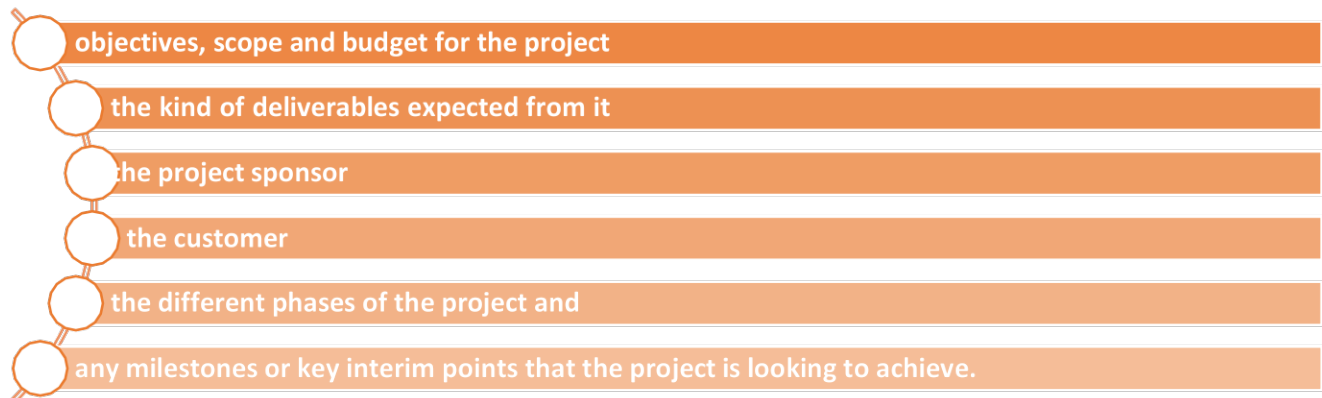 objectives, scope and budget for the project
the kind of deliverables expected from it
the project sponsor
the customer
the different phases of the project and
any milestones or key interim points that the project is looking to achieve.